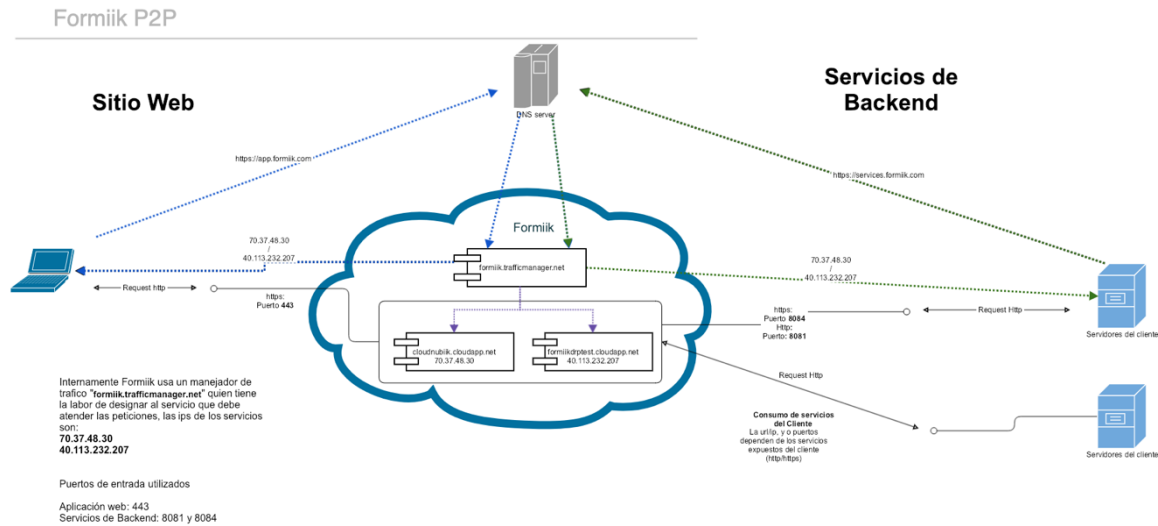 Formiik P2P
Sitio Web
Servicios de
Backend
DNS server
https://app.formiik.com
https://services.formiik.com
Formiik
70.37.48.30
/
40.113.232.207
formiik.trafficmanager.net
70.37.48.30
/
40.113.232.207
Request http
https:
Puerto 443
https:
Puerto 8084
Http:
Puerto: 8081
Request Http
Servidores del cliente
cloudnubiik.cloudapp.net
70.37.48.30
formiikdrptest.cloudapp.net
40.113.232.207
Request Http
Internamente Formiik usa un manejador de
trafico "formiik.trafficmanager.net" quien tiene
la labor de designar al servicio que debe
atender las peticiones, las ips de los servicios
son:
70.37.48.30
40.113.232.207
Consumo de servicios
del Cliente
La url/ip, y o puertos
dependen de los servicios
expuestos del cliente
(http/https)
Servidores del cliente
Puertos de entrada utilizados
Aplicación web: 443
Servicios de Backend: 8081 y 8084